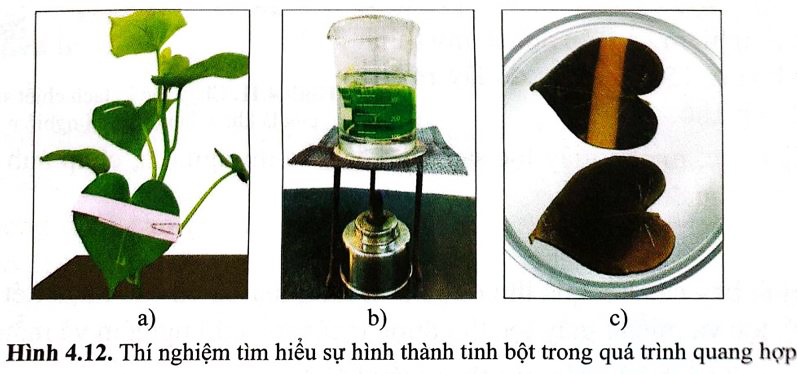 a)
b)
c)
Hình 4.12. Thí nghiệm tìm hiểu sự hình thành tinh bột trong quá trình quang hợp